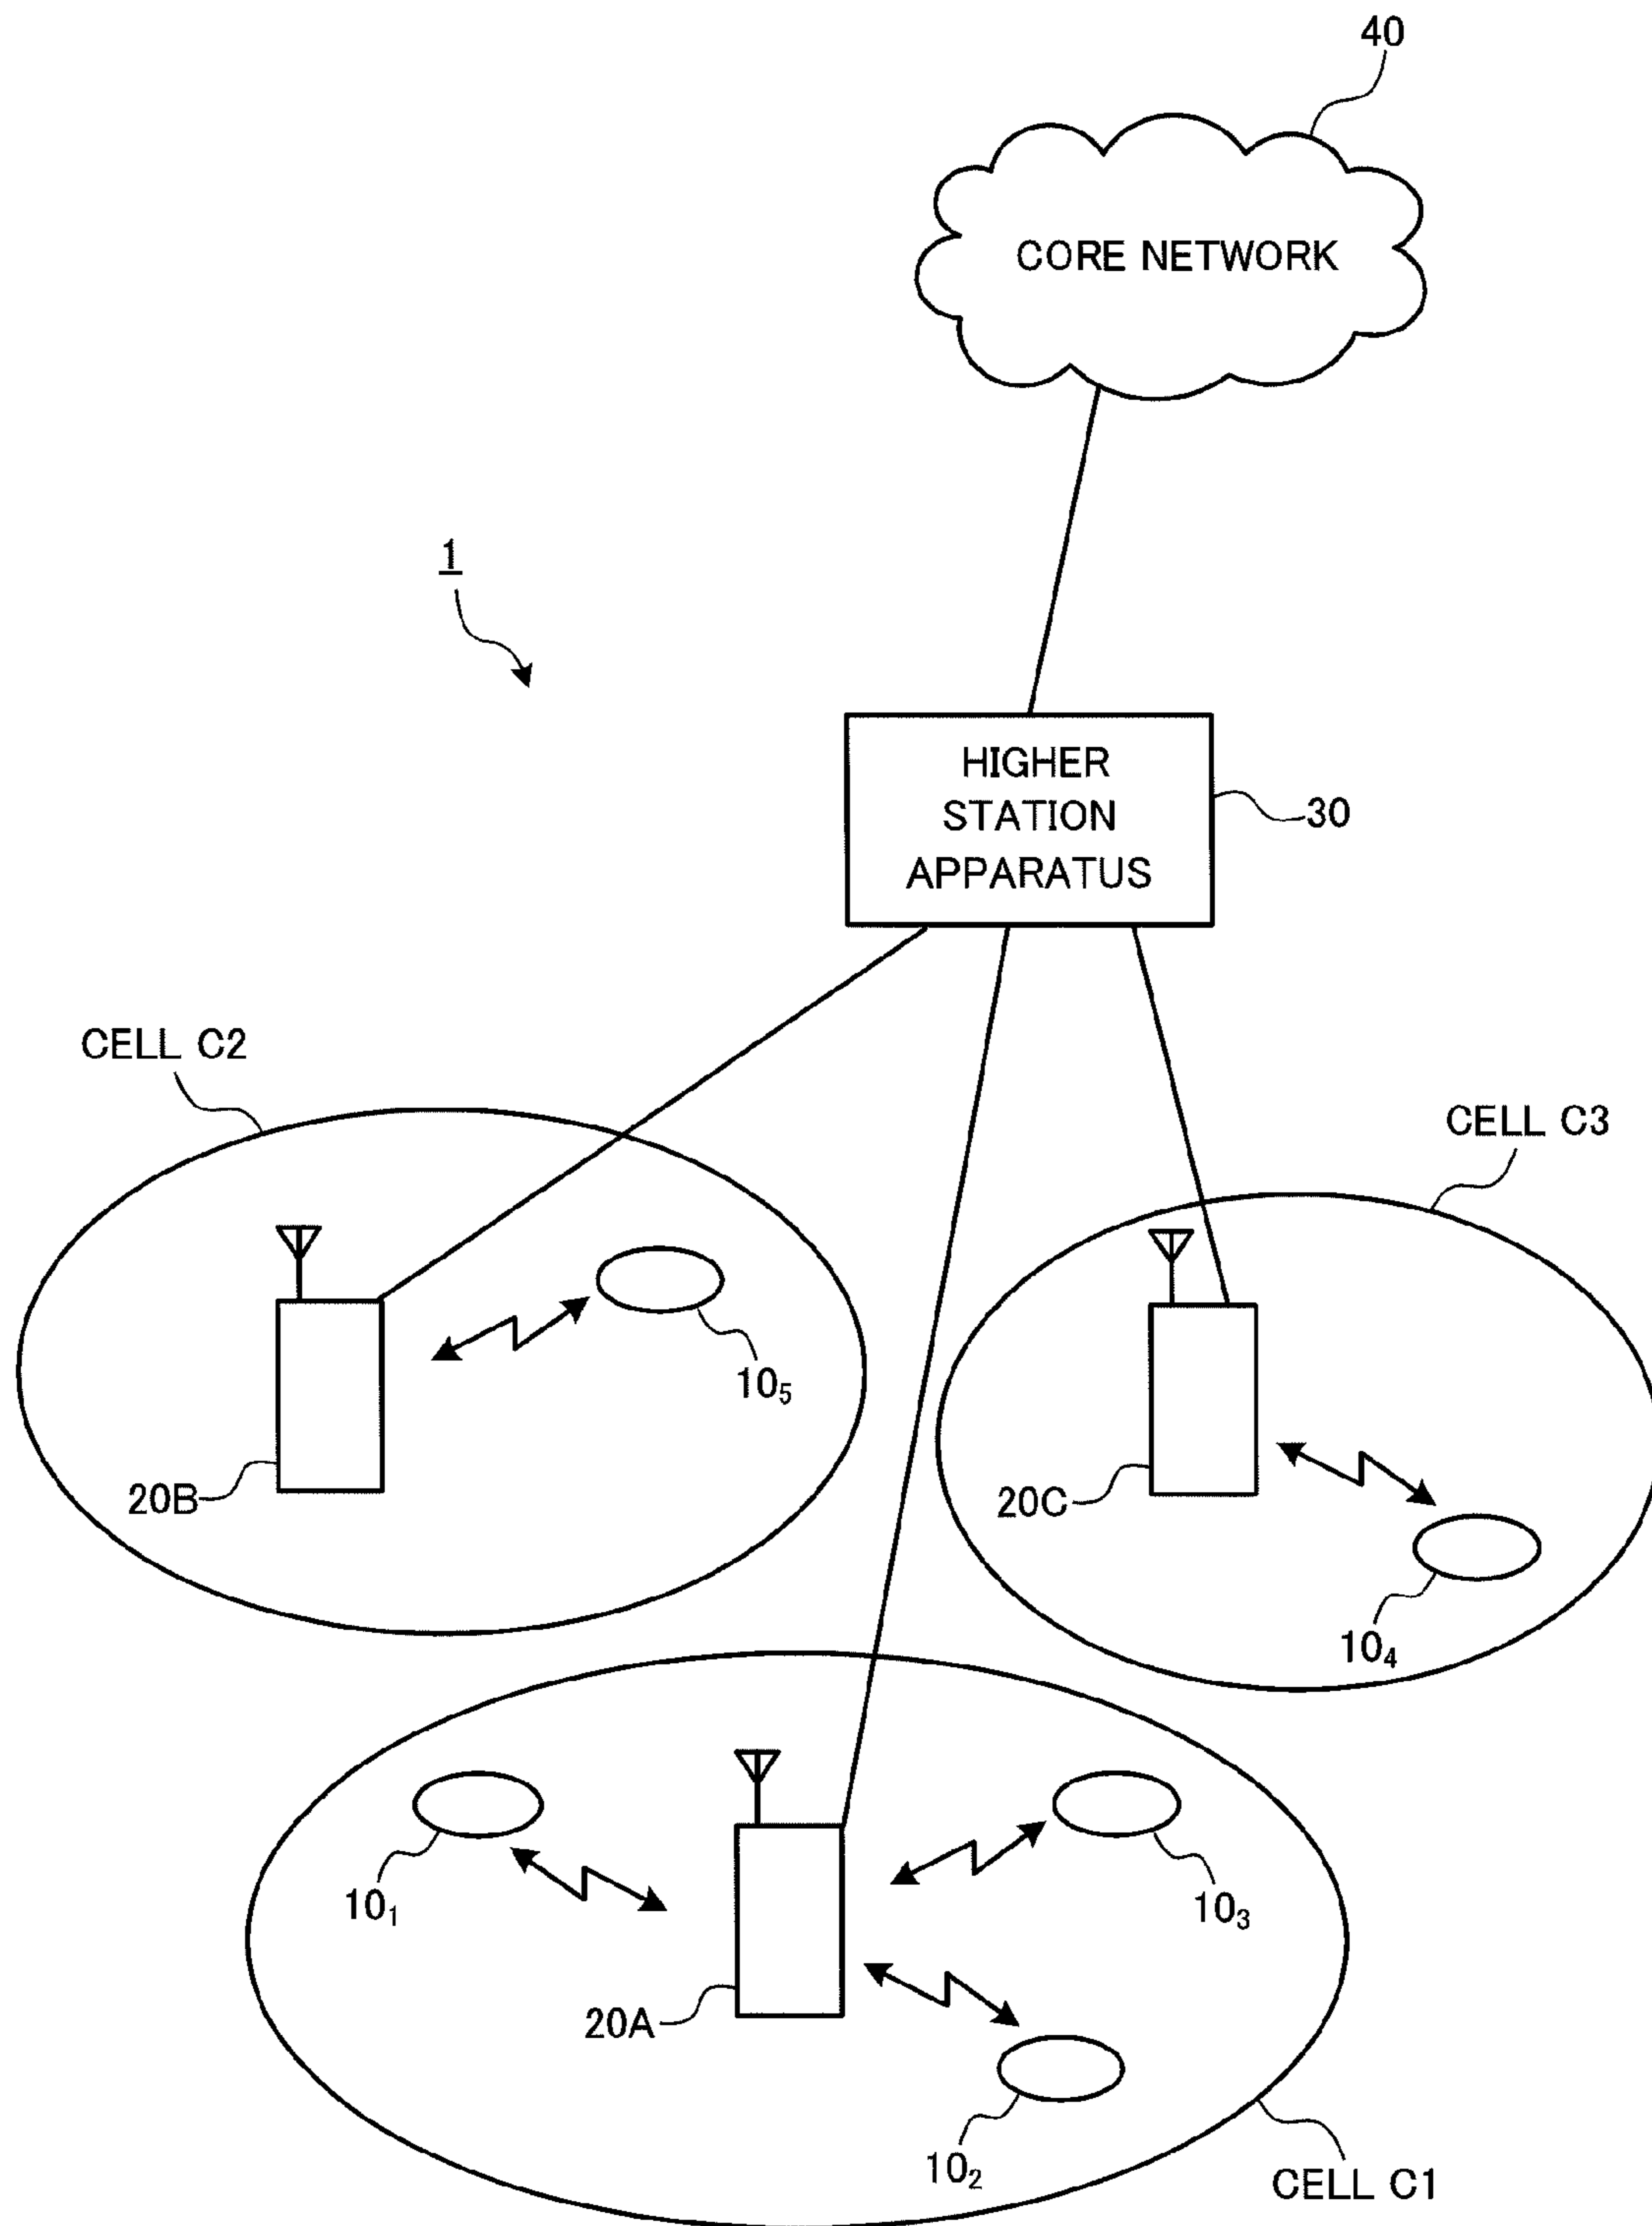 40
CORE NETWORK
1
HIGHER
STATION
APPARATUS
30
CELL C2
CELL C3
10₅
20B
20C
10₄
10₁
10₃
20A
10₂
CELL C1